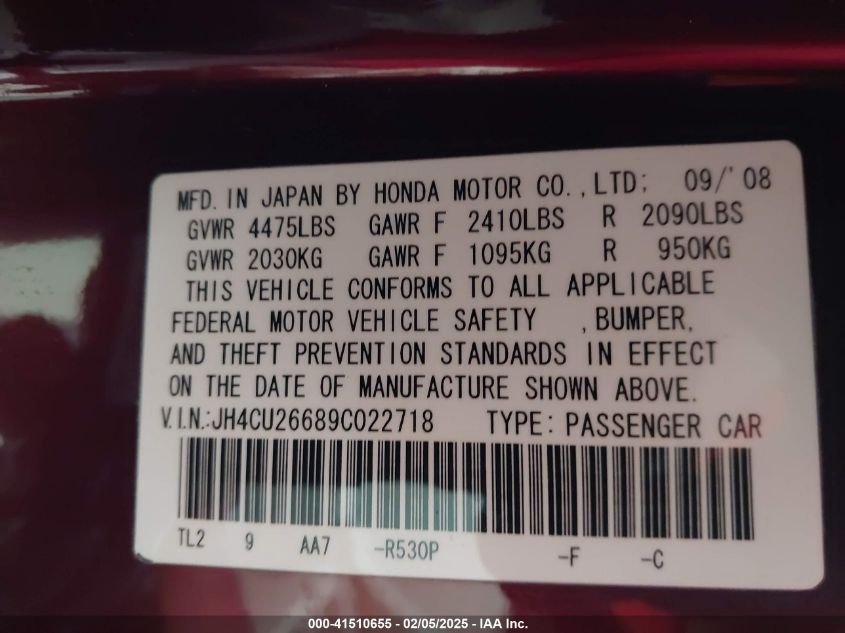 MFD. IN JAPAN BY HONDA MOTOR CO., LTD: 09/'08
GVWR 4475LBS GAWR F 2410LBS R 2090LBS
GVWR 2030KG GAWR F 1095KG R 950KG
THIS VEHICLE CONFORMS TO ALL APPLICABLE
FEDERAL MOTOR VEHICLE SAFETY , BUMPER,
AND THEFT PREVENTION STANDARDS IN EFFECT
ON THE DATE OF MANUFACTURE SHOWN ABOVE.
V.I.N.:JH4CU26689C022718 TYPE: PASSENGER CAR
TL2 9 AA7 -R530P -F -C
000-41510655 - 02/05/2025 - IAA Inc.